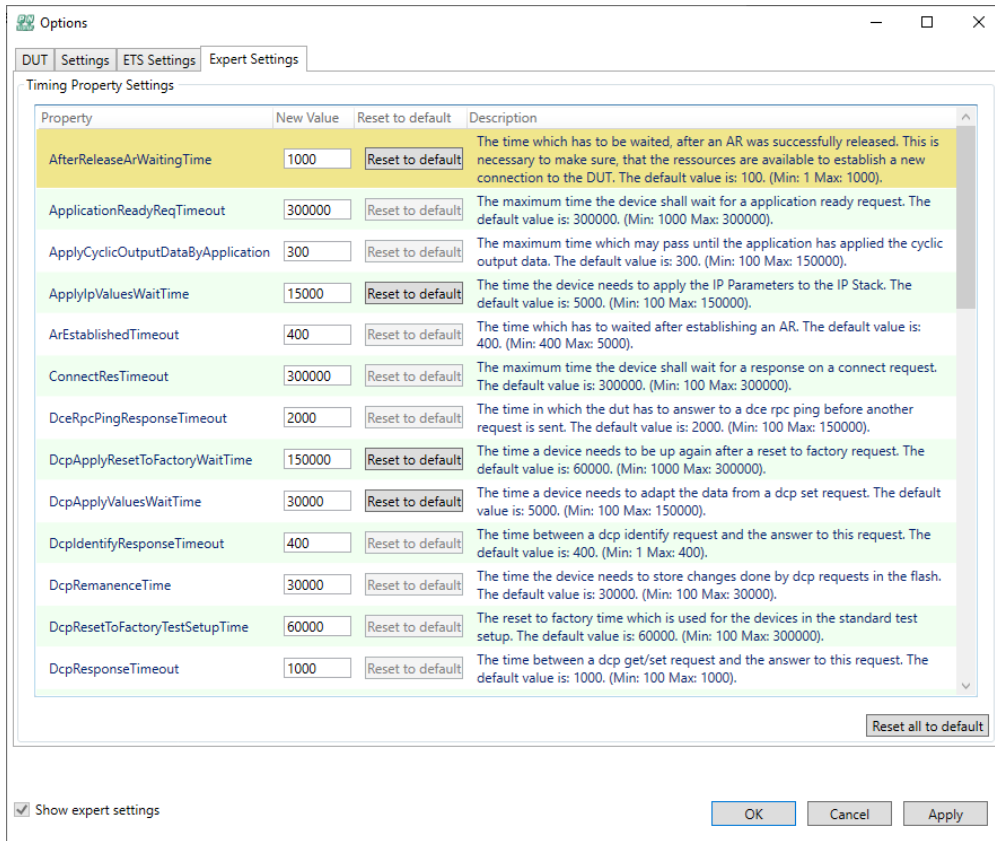 Options
DUT Settings ETS Settings Expert Settings
Timing Property Settings
Property New Value Reset to default Description
AfterReleaseArWaitingTime 1000 Reset to default The time which has to be waited, after an AR was successfully released. This is
necessary to make sure, that the ressources are available to establish a new
connection to the DUT. The default value is: 100. (Min: 1 Max: 1000).
ApplicationReadyReqTimeout 300000 Reset to default The maximum time the device shall wait for a application ready request. The
default value is: 300000. (Min: 1000 Max: 300000).
ApplyCyclicOutputDataByApplication 300 Reset to default The maximum time which may pass until the application has applied the cyclic
output data. The default value is: 300. (Min: 100 Max: 150000).
ApplyIpValuesWaitTime 15000 Reset to default The time the device needs to apply the IP Parameters to the IP Stack. The
default value is: 5000. (Min: 100 Max: 150000).
ArEstablishedTimeout 400 Reset to default The time which has to waited after establishing an AR. The default value is:
400. (Min: 400 Max: 5000).
ConnectResTimeout 300000 Reset to default The maximum time the device shall wait for a response on a connect request.
The default value is: 300000. (Min: 100 Max: 300000).
DceRpcPingResponseTimeout 2000 Reset to default The time in which the dut has to answer to a dce rpc ping before another
request is sent. The default value is: 2000. (Min: 100 Max: 150000).
DcpApplyResetToFactoryWaitTime 150000 Reset to default The time a device needs to be up again after a reset to factory request. The
default value is: 60000. (Min: 1000 Max: 300000).
DcpApplyValuesWaitTime 30000 Reset to default The time a device needs to adapt the data from a dcp set request. The default
value is: 5000. (Min: 100 Max: 150000).
DcpIdentifyResponseTimeout 400 Reset to default The time between a dcp identify request and the answer to this request. The
default value is: 400. (Min: 1 Max: 400).
DcpRemanenceTime 30000 Reset to default The time the device needs to store changes done by dcp requests in the flash.
The default value is: 30000. (Min: 100 Max: 30000).
DcpResetToFactoryTestSetupTime 60000 Reset to default The reset to factory time which is used for the devices in the standard test
setup. The default value is: 60000. (Min: 100 Max: 300000).
DcpResponseTimeout 1000 Reset to default The time between a dcp get/set request and the answer to this request. The
default value is: 1000. (Min: 100 Max: 1000).
Reset all to default
Show expert settings OK Cancel Apply